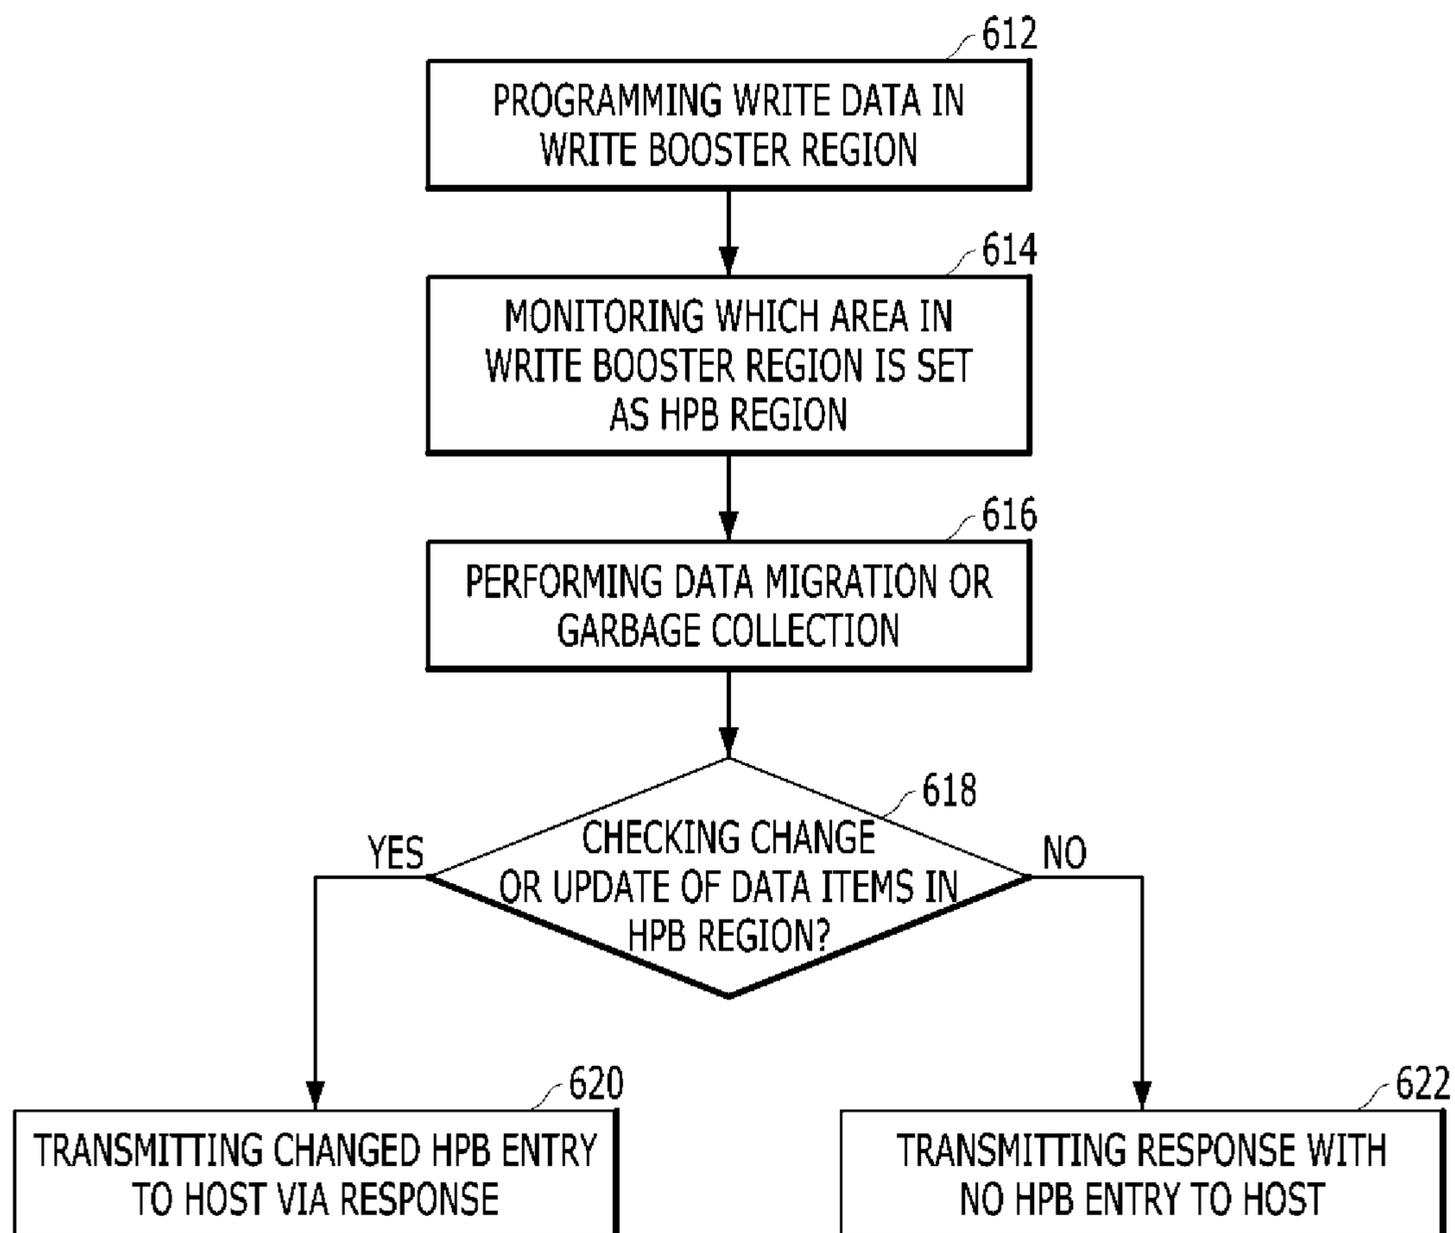 612
PROGRAMMING WRITE DATA IN
WRITE BOOSTER REGION
614
MONITORING WHICH AREA IN
WRITE BOOSTER REGION IS SET
AS HPB REGION
616
PERFORMING DATA MIGRATION OR
GARBAGE COLLECTION
618
CHECKING CHANGE
OR UPDATE OF DATA ITEMS IN
HPB REGION?
YES
NO
620
TRANSMITTING CHANGED HPB ENTRY
TO HOST VIA RESPONSE
622
TRANSMITTING RESPONSE WITH
NO HPB ENTRY TO HOST